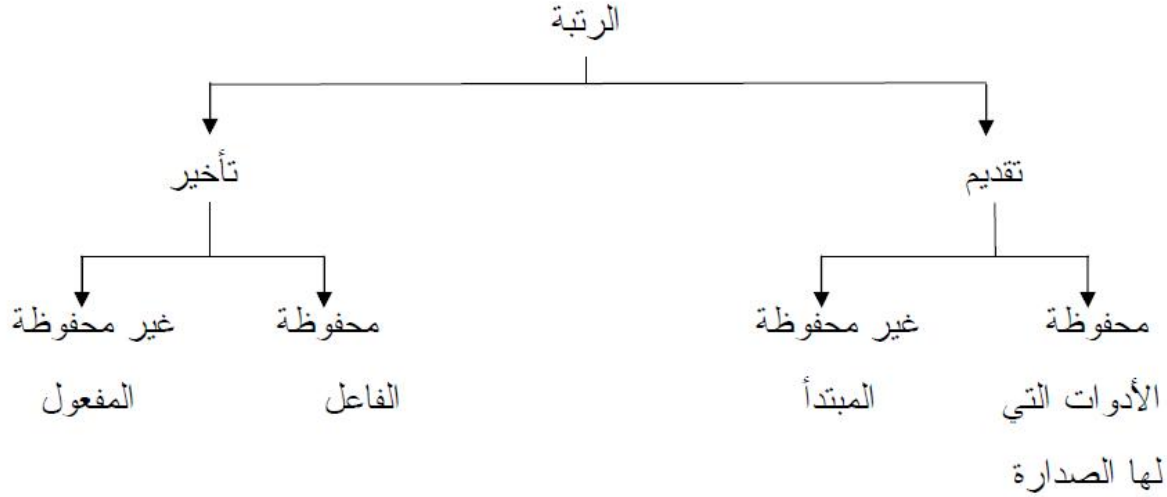 الرتبة
تقديم
تأخير
محفوظة
غير محفوظة
محفوظة
غير محفوظة
الأدوات التي
المبتدأ
الفاعل
المفعول
لها الصدارة